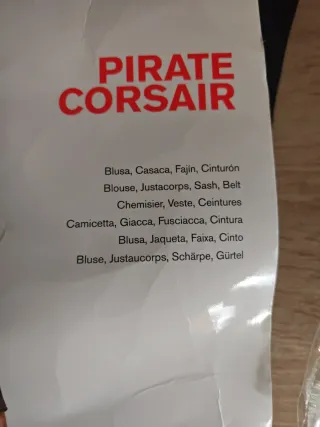 PIRATE
CORSAIR
Blusa, Casaca, Fajín, Cinturón
Blouse, Justacorps, Sash, Belt
Chemisier, Veste, Ceintures
Camicetta, Giacca, Fusciacca, Cintura
Blusa, Jaqueta, Faixa, Cinto
Bluse, Justaucorps, Schärpe, Gürtel